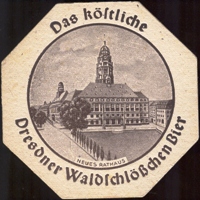 Das köstliche
NEUES RATHAUS
Dresdner Waldschlößchen Bier